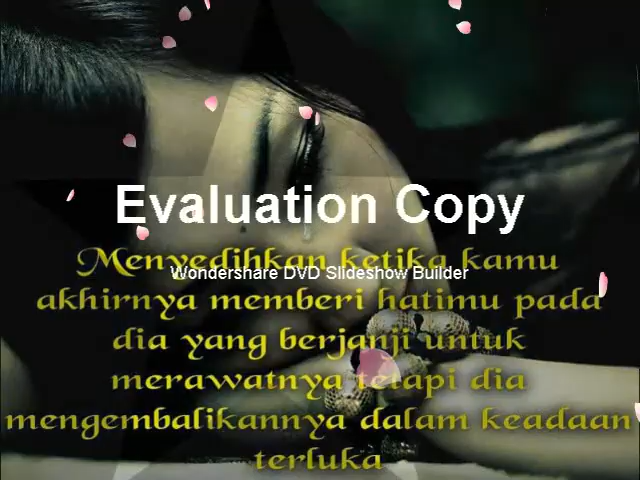 Evaluation Copy
Menyedihkan ketika kamu
Wondershare DVD Slideshow Builder
akhirnya memberi hatimu pada
dia yang berjanji untuk
merawatnya tetapi dia
mengembalikannya dalam keadaan
terluka